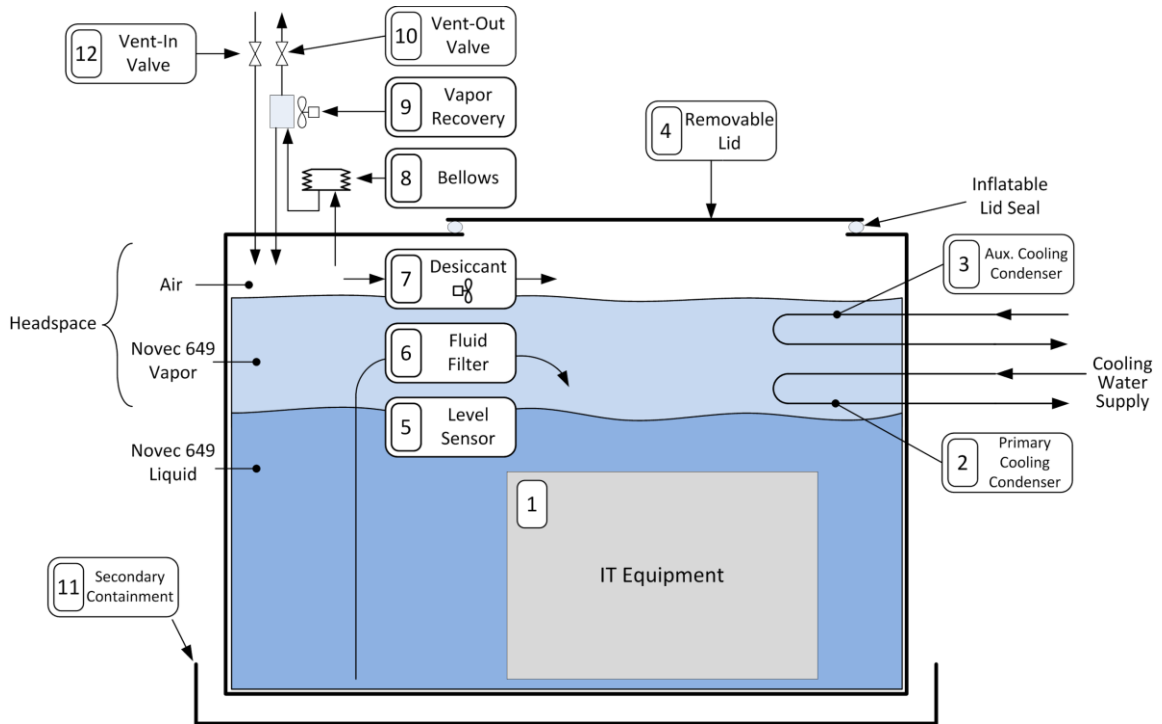 12
Vent-In
Valve
10
Vent-Out
Valve
9
Vapor
Recovery
8
Bellows
4
Removable
Lid
Inflatable
Lid Seal
Headspace
Air
7
Desiccant
3
Aux. Cooling
Condenser
Novec 649
Vapor
6
Fluid
Filter
Cooling
Water
Supply
5
Level
Sensor
Novec 649
Liquid
2
Primary
Cooling
Condenser
1
IT Equipment
11
Secondary
Containment